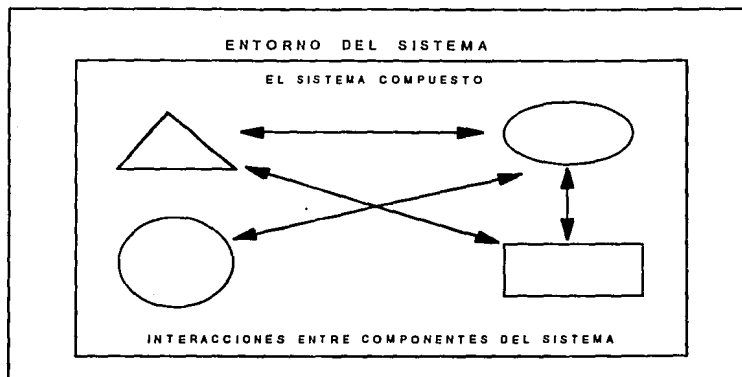 ENTORNO DEL SISTEMA
EL SISTEMA COMPUESTO
INTERACCIONES ENTRE COMPONENTES DEL SISTEMA